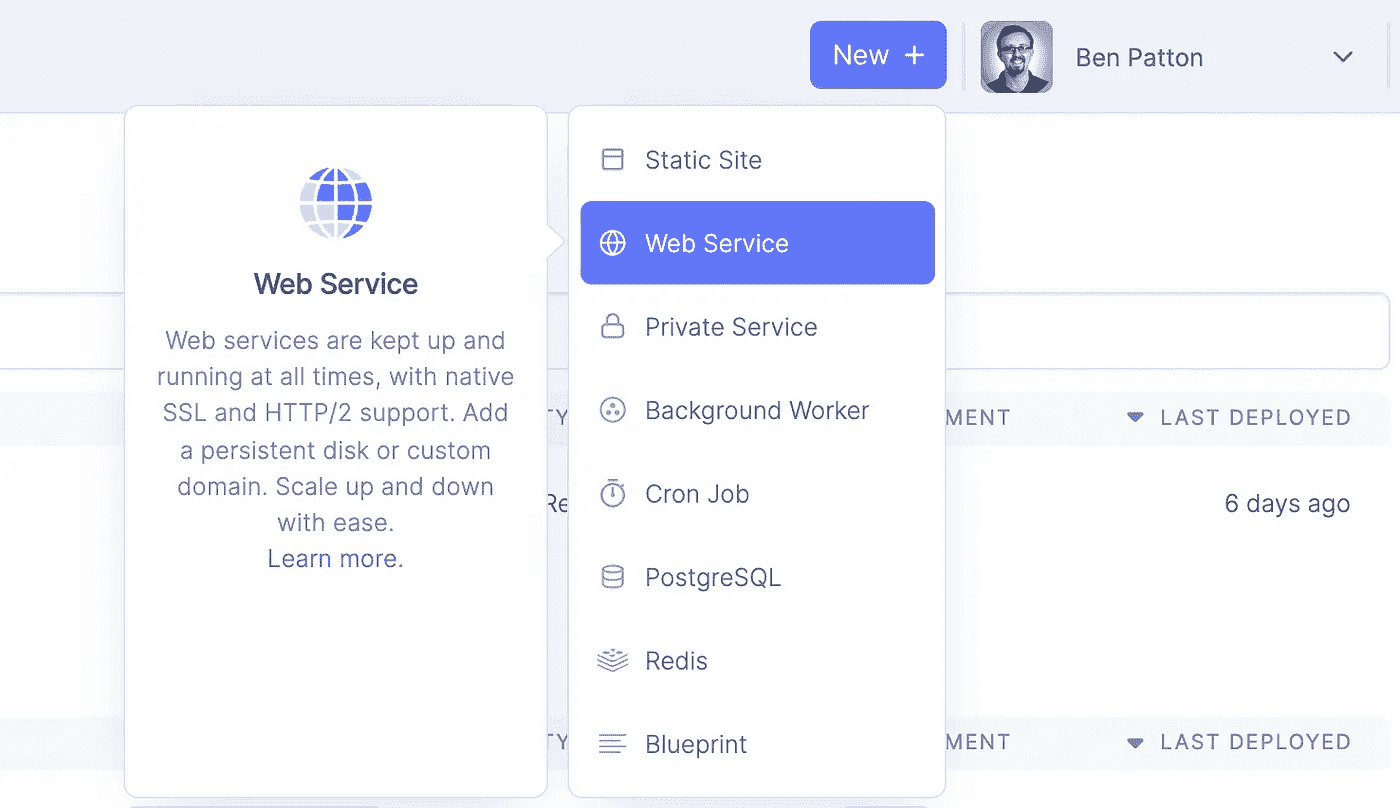 New +
Ben Patton
Web Service
Web services are kept up and
running at all times, with native
SSL and HTTP/2 support. Add
a persistent disk or custom
domain. Scale up and down
with ease.
Learn more.
Static Site
Web Service
Private Service
Background Worker
Cron Job
PostgreSQL
Redis
Blueprint
TY
MENT
LAST DEPLOYED
Re
6 days ago
TY
MENT
LAST DEPLOYED